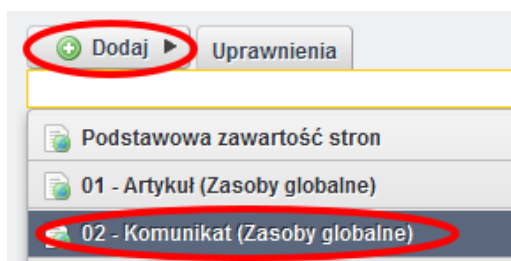 Dodaj
Uprawnienia
Podstawowa zawartość stron
01 - Artykuł (Zasoby globalne)
02 - Komunikat (Zasoby globalne)